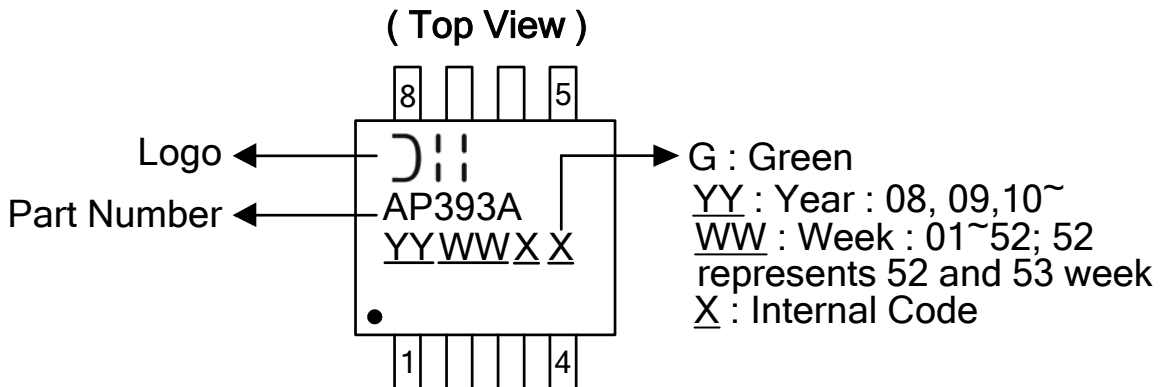 ( Top View )
8 5
Logo
G : Green
Part Number
AP393A
YY : Year : 08, 09,10~
YYWWX X
WW : Week : 01~52; 52
represents 52 and 53 week
X : Internal Code
1 4